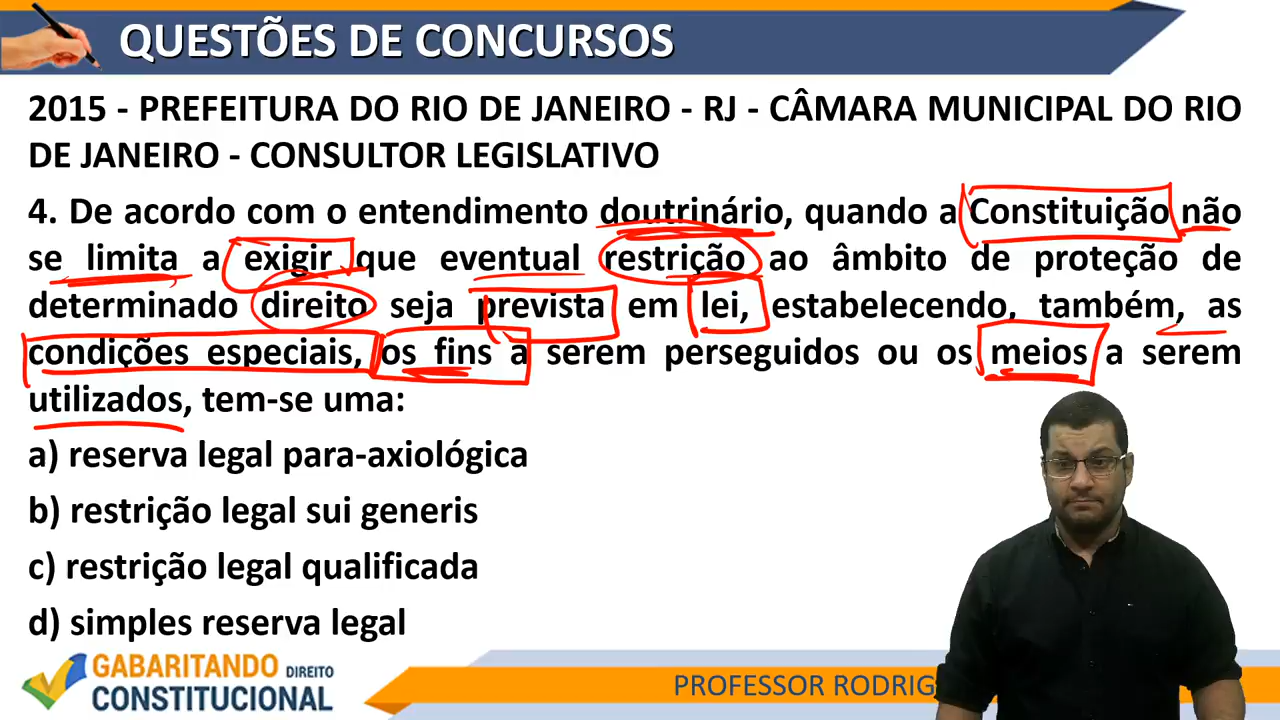 QUESTÕES DE CONCURSOS
2015 - PREFEITURA DO RIO DE JANEIRO - RJ - CÂMARA MUNICIPAL DO RIO
DE JANEIRO - CONSULTOR LEGISLATIVO
4. De acordo com o entendimento doutrinário, quando a Constituição não
se limita a exigir que eventual restrição ao âmbito de proteção de
determinado direito seja prevista em lei, estabelecendo, também, as
condições especiais, os fins a serem perseguidos ou os meios a serem
utilizados, tem-se uma:
a) reserva legal para-axiológica
b) restrição legal sui generis
c) restrição legal qualificada
d) simples reserva legal
GABARITANDO DIREITO
CONSTITUCIONAL
PROFESSOR RODRIG